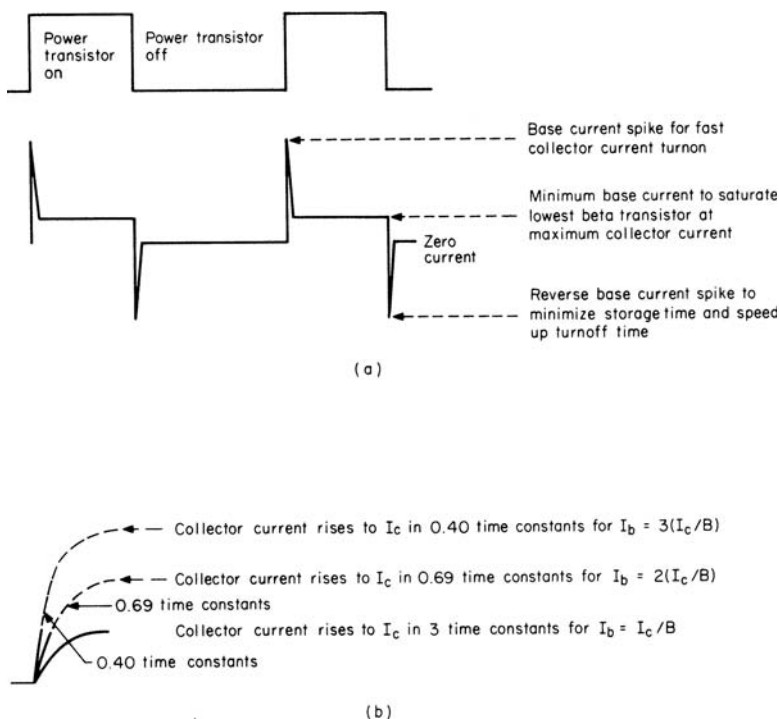 Power
transistor
on
Power transistor
off
Base current spike for fast
collector current turnon
Minimum base current to saturate
lowest beta transistor at
maximum collector current
Zero
current
Reverse base current spike to
minimize storage time and speed
up turnoff time
(a)
Collector current rises to Ic in 0.40 time constants for Ib = 3(Ic/B)
Collector current rises to Ic in 0.69 time constants for Ib = 2(Ic/B)
0.69 time constants
Collector current rises to Ic in 3 time constants for Ib = Ic/B
0.40 time constants
(b)